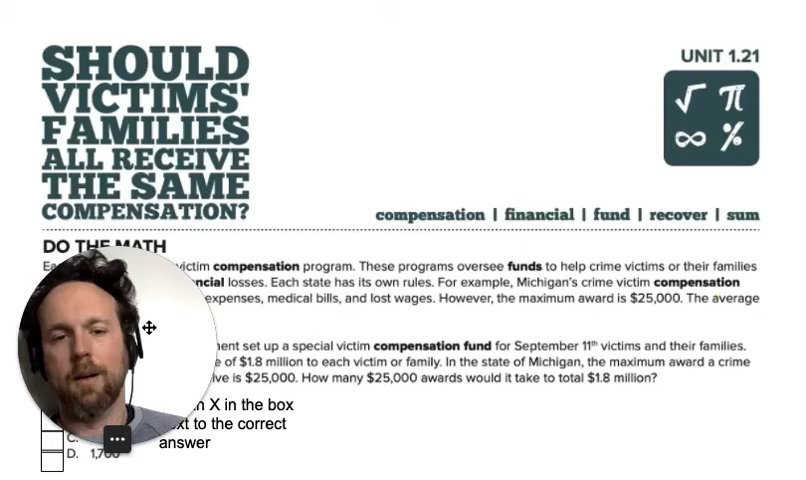 SHOULD
VICTIMS'
FAMILIES
ALL RECEIVE
THE SAME
COMPENSATION?
UNIT 1.21
√ π
∞ %
compensation | financial | fund | recover | sum
DO THE MATH
victim compensation program. These programs oversee funds to help crime victims or their families
losses. Each state has its own rules. For example, Michigan's crime victim compensation
expenses, medical bills, and lost wages. However, the maximum award is $25,000. The average
set up a special victim compensation fund for September 11th victims and their families.
of $1.8 million to each victim or family. In the state of Michigan, the maximum award a crime
is $25,000. How many $25,000 awards would it take to total $1.8 million?
X in the box
to the correct
answer
C.
D. 1,700